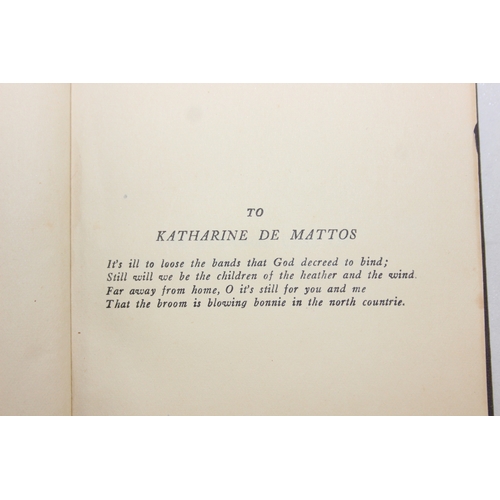 TO
KATHARINE DE MATTOS
It's ill to loose the bands that God decreed to bind;
Still will we be the children of the heather and the wind.
Far away from home, O it's still for you and me
That the broom is blowing bonnie in the north countrie.